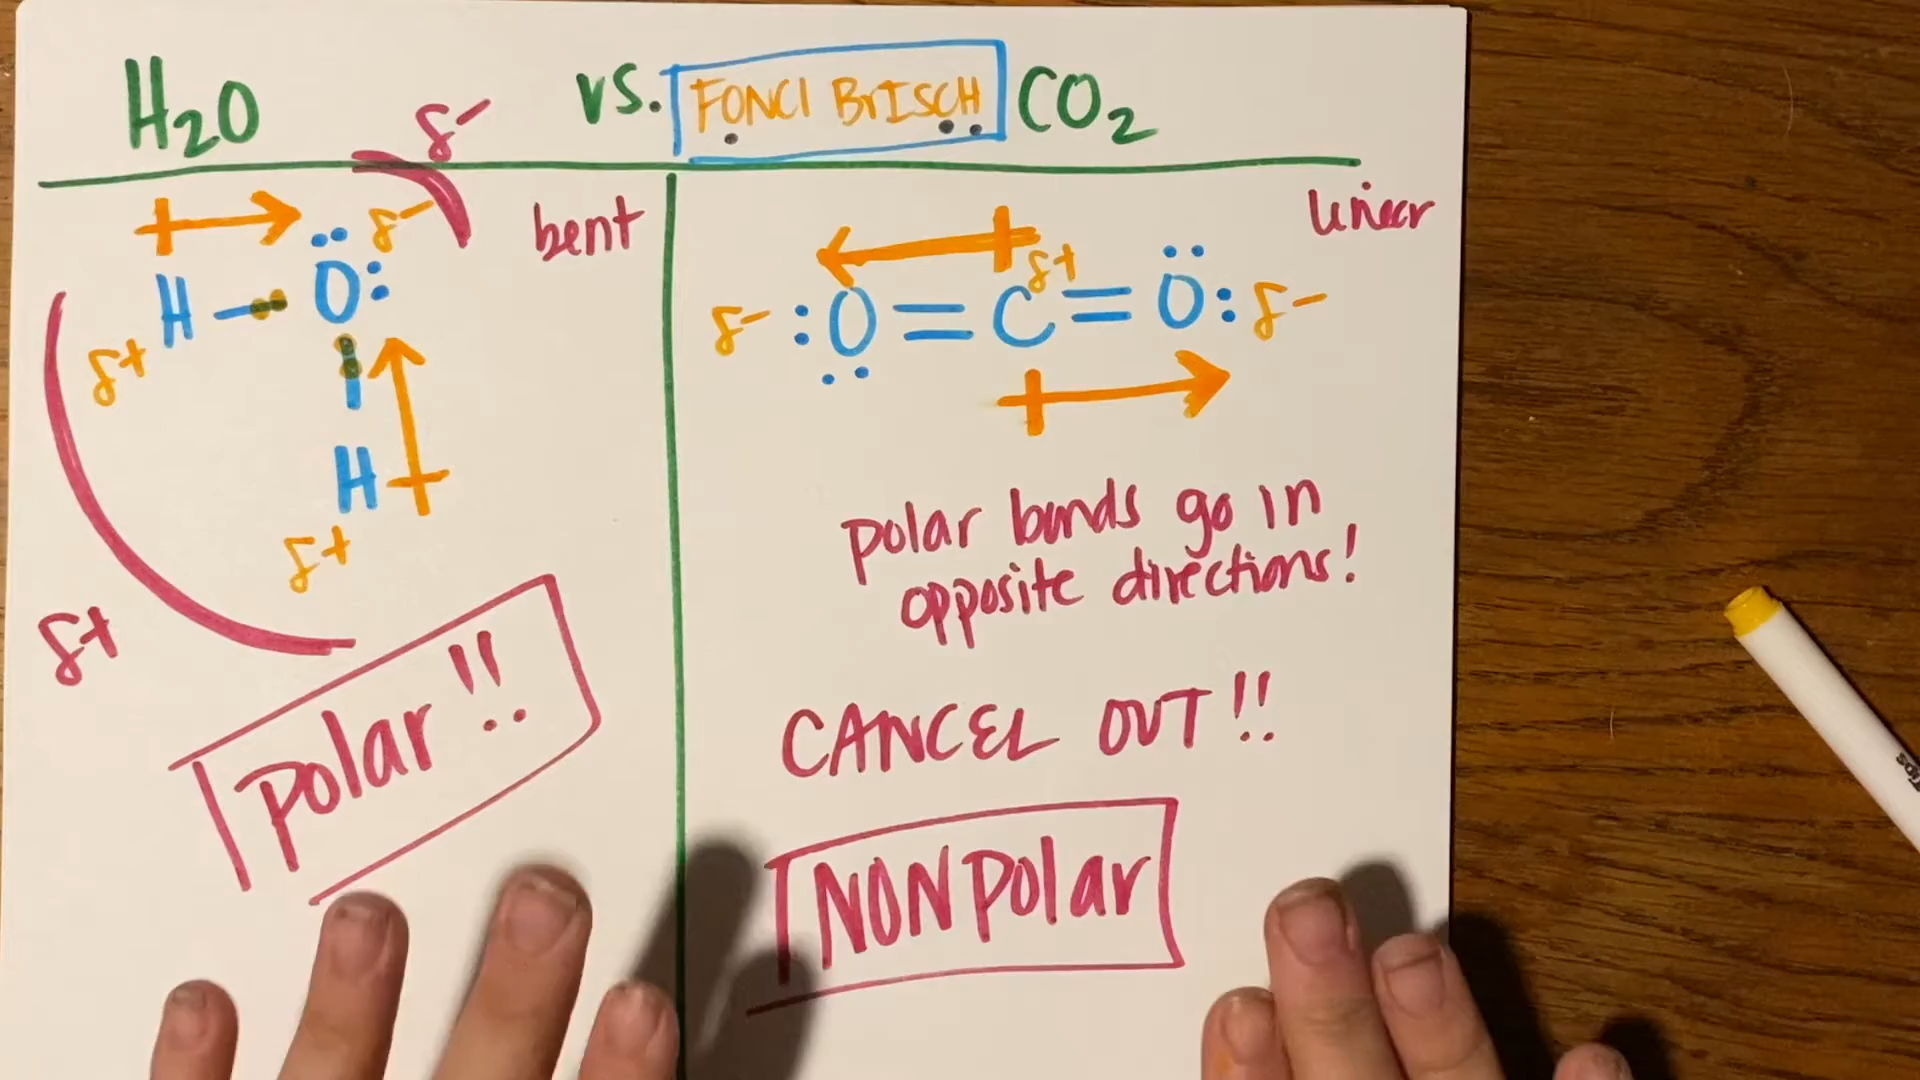 H2O vs. FONCl BrISCH CO2
δ-
bent
linear
δ-
H - O
δ+
H
δ+
δ+
δ- :O = C = O: δ-
δ+
polar bonds go in
opposite directions!
CANCEL OUT!!
polar!!
NONpolar